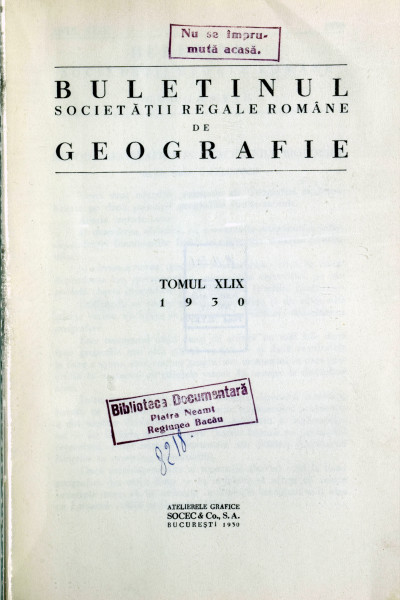 Nu se împru-
mută acasă.
BULETINUL
SOCIETĂȚII REGALE ROMÂNE
DE
GEOGRAFIE
TOMUL XLIX
1930
Biblioteca Documentară
Piatra Neamț
Regiunea Bacău
8218.
ATELIERELE GRAFICE
SOCEC & Co., S. A.
BUCUREȘTI 1930